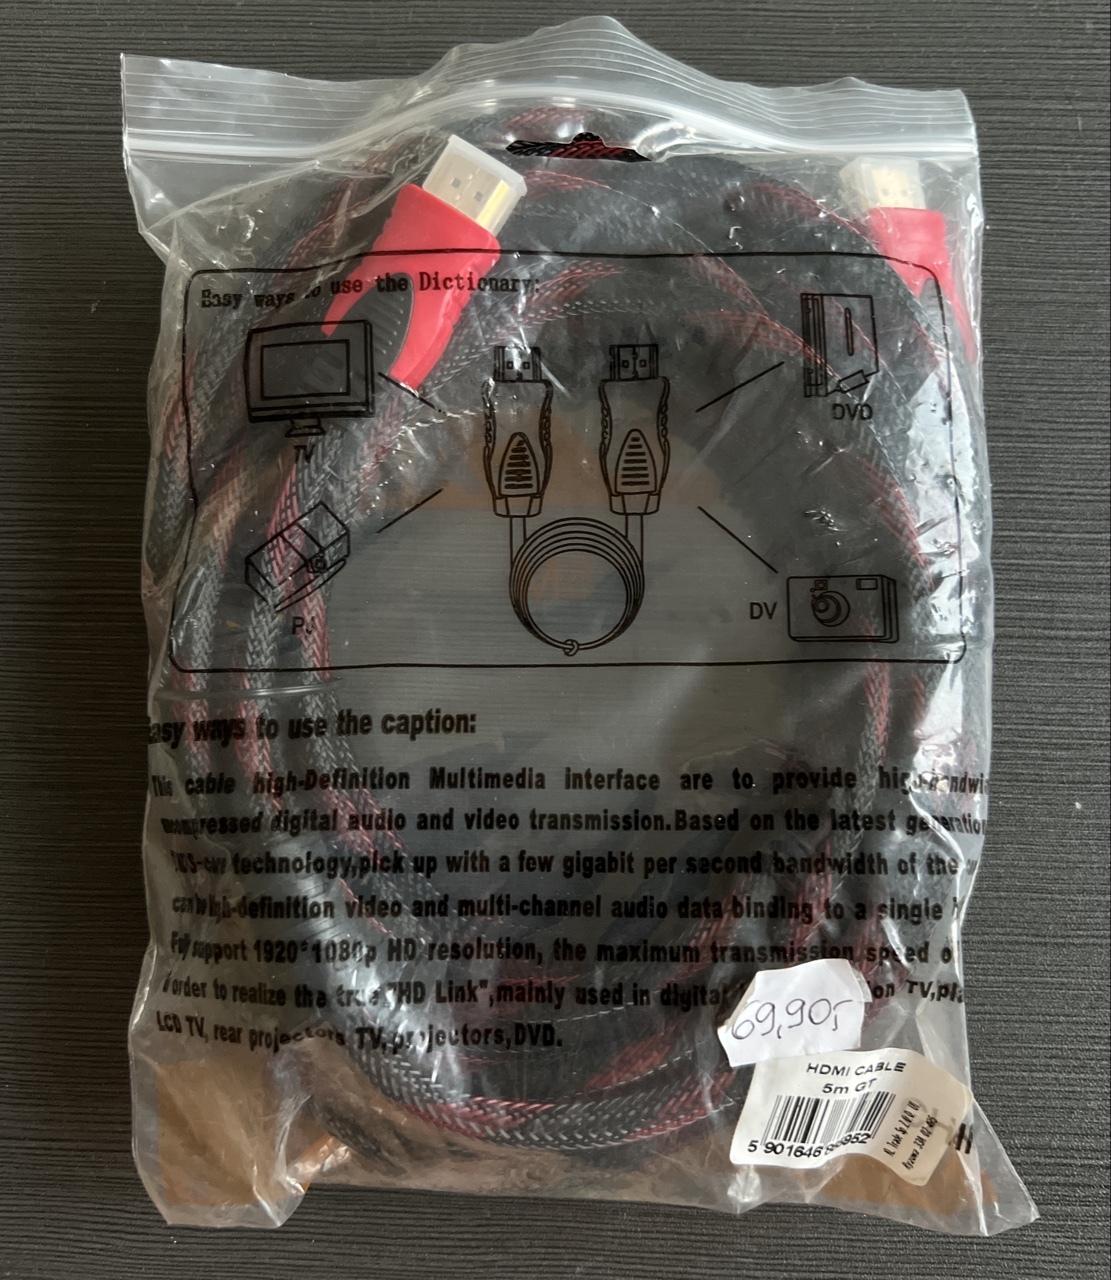 Easy ways to use the Dictionary:
TV
DVD
DV
Easy ways to use the caption:
This cable high-Definition Multimedia interface are to provide
digital audio and video transmission.Based on the latest generation
technology,pick up with a few gigabit per second bandwidth of the
high-definition video and multi-channel audio data binding to a single
support 1920*1080p HD resolution, the maximum transmission speed
order to realize the true "HD Link",mainly used in digital TV,
LCD TV, rear projectors TV,projectors,DVD.
69,90,-
HDMI CABLE
5m GT
5 901646